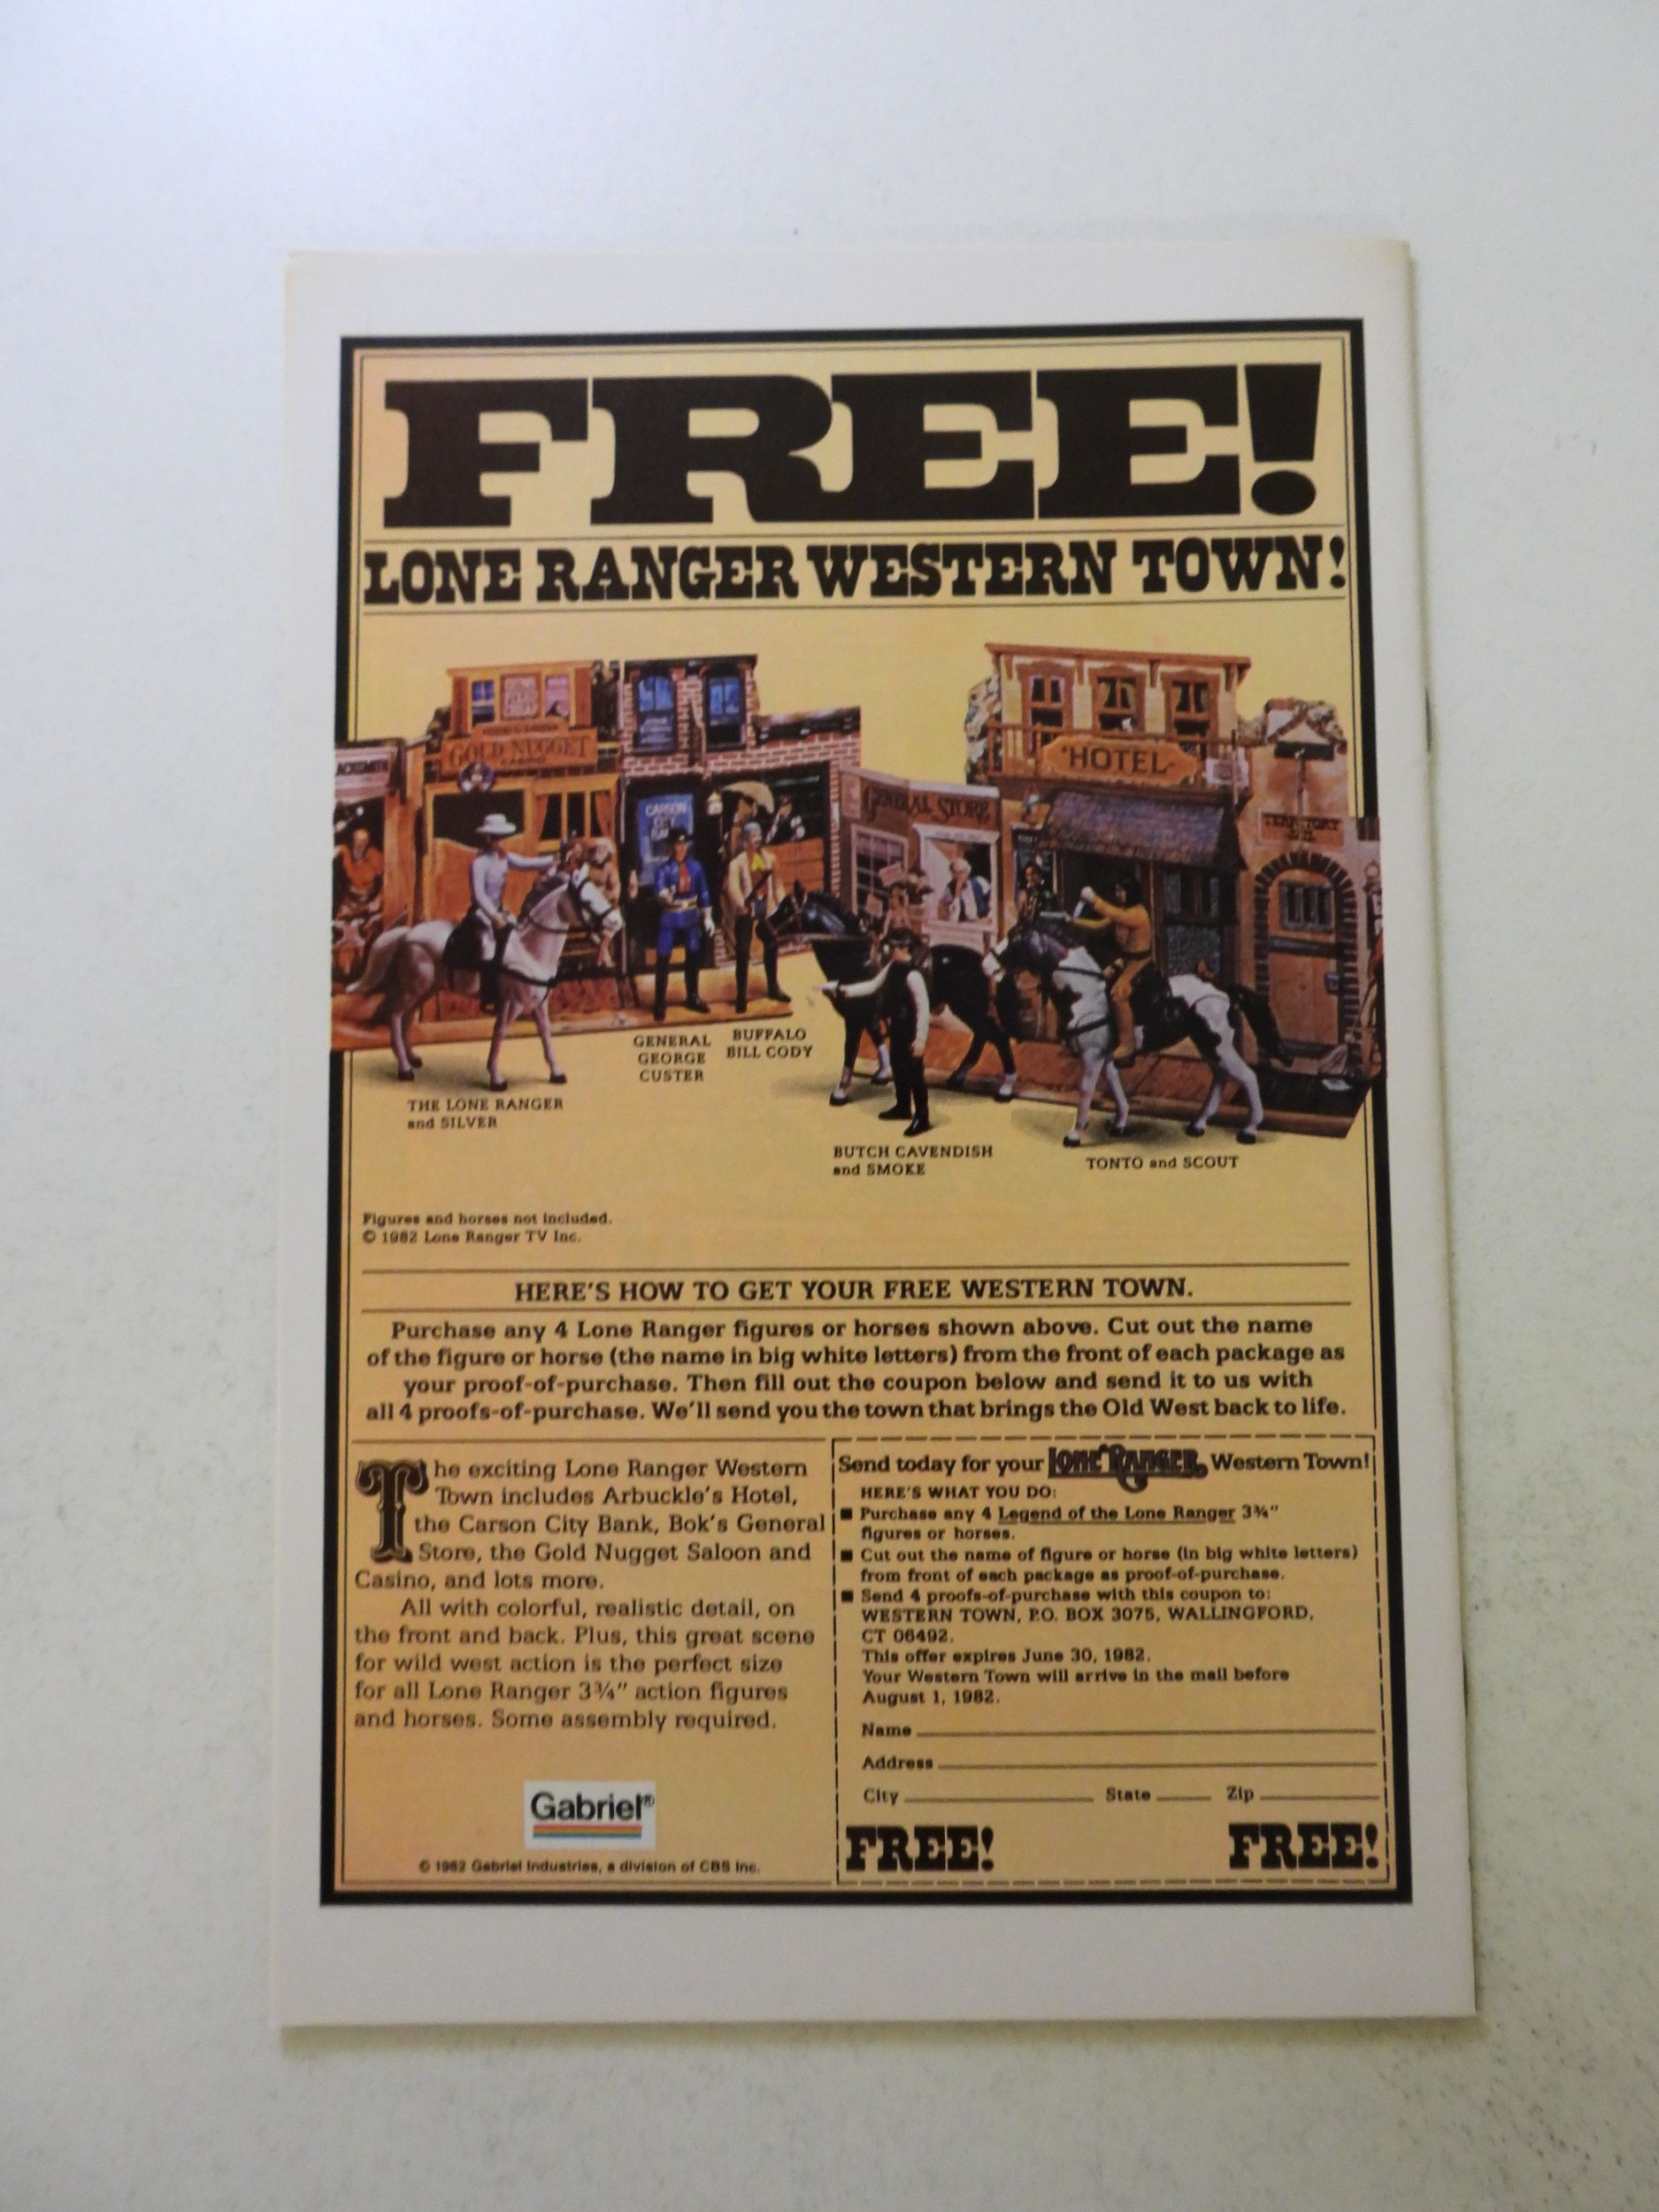 FREE!
LONE RANGER WESTERN TOWN!
GOLD NUGGET
CASINO
ACKSMITH
CARSON
CITY
GENERAL STORE
HOTEL
GENERAL
GEORGE
CUSTER
BUFFALO
BILL CODY
THE LONE RANGER
and SILVER
BUTCH CAVENDISH
and SMOKE
TONTO and SCOUT
Figures and horses not included.
© 1982 Lone Ranger TV Inc.
HERE'S HOW TO GET YOUR FREE WESTERN TOWN.
Purchase any 4 Lone Ranger figures or horses shown above. Cut out the name
of the figure or horse (the name in big white letters) from the front of each package as
your proof-of-purchase. Then fill out the coupon below and send it to us with
all 4 proofs-of-purchase. We'll send you the town that brings the Old West back to life.
The exciting Lone Ranger Western
Town includes Arbuckle's Hotel,
the Carson City Bank, Bok's General
Store, the Gold Nugget Saloon and
Casino, and lots more.
All with colorful, realistic detail, on
the front and back. Plus, this great scene
for wild west action is the perfect size
for all Lone Ranger 3¾" action figures
and horses. Some assembly required.
Gabriel®
© 1982 Gabriel Industries, a division of CBS Inc.
Send today for your LONE RANGER Western Town!
HERE'S WHAT YOU DO:
■ Purchase any 4 Legend of the Lone Ranger 3¾"
figures or horses.
■ Cut out the name of figure or horse (in big white letters)
from front of each package as proof-of-purchase.
■ Send 4 proofs-of-purchase with this coupon to:
WESTERN TOWN, P.O. BOX 3075, WALLINGFORD,
CT 06492.
This offer expires June 30, 1982.
Your Western Town will arrive in the mail before
August 1, 1982.
Name
Address
City State Zip
FREE! FREE!